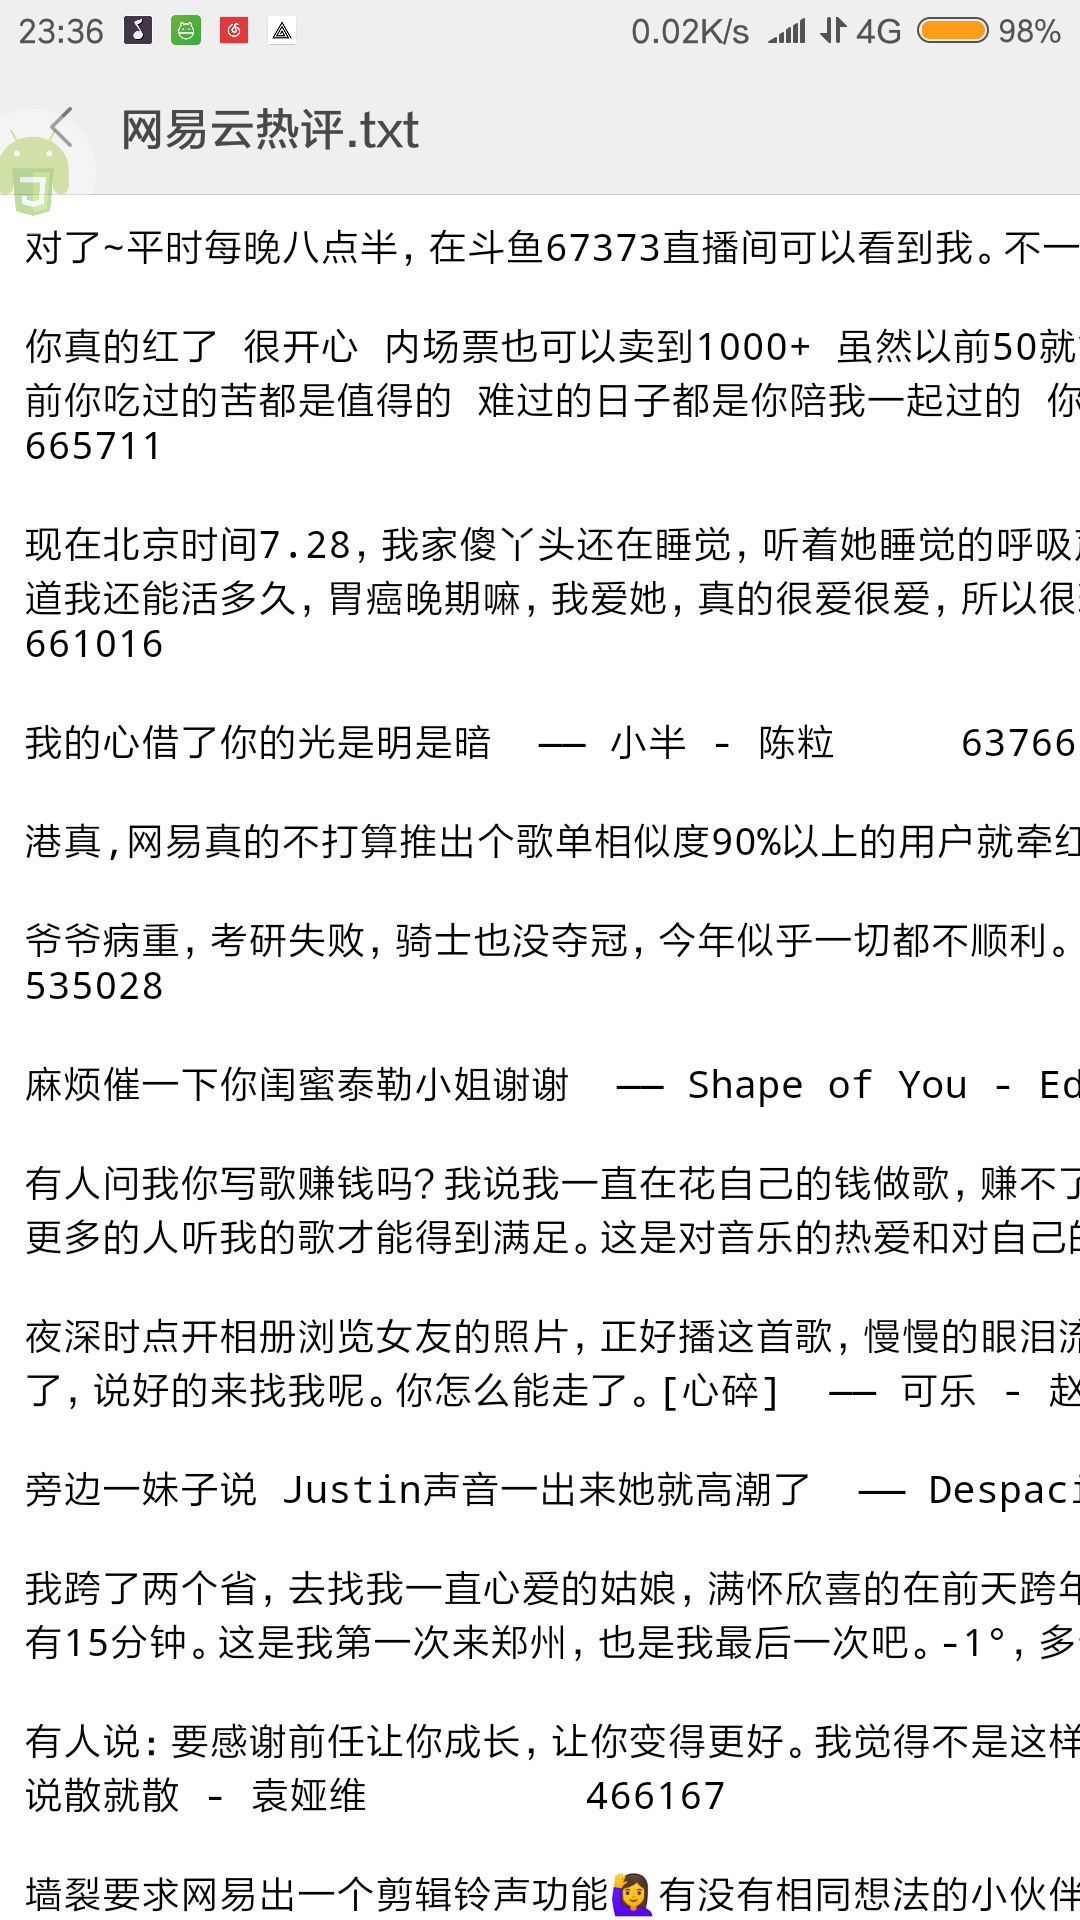 23:36 0.02K/s 4G 98%
网易云热评.txt
对了~平时每晚八点半,在斗鱼67373直播间可以看到我。不一
你真的红了 很开心 内场票也可以卖到1000+ 虽然以前50就
前你吃过的苦都是值得的 难过的日子都是你陪我一起过的 你
665711
现在北京时间7.28,我家傻丫头还在睡觉,听着她睡觉的呼吸
道我还能活多久,胃癌晚期嘛,我爱她,真的很爱很爱,所以很
661016
我的心借了你的光是明是暗 —— 小半 - 陈粒 63766
港真,网易真的不打算推出个歌单相似度90%以上的用户就牵红
爷爷病重,考研失败,骑士也没夺冠,今年似乎一切都不顺利。
535028
麻烦催一下你闺蜜泰勒小姐谢谢 —— Shape of You - Ed
有人问我你写歌赚钱吗?我说我一直在花自己的钱做歌,赚不了
更多的人听我的歌才能得到满足。这是对音乐的热爱和对自己的
夜深时点开相册浏览女友的照片,正好播这首歌,慢慢的眼泪流
了,说好的来找我呢。你怎么能走了。[心碎] —— 可乐 - 赵
旁边一妹子说 Justin声音一出来她就高潮了 —— Despaci
我跨了两个省,去找我一直心爱的姑娘,满怀欣喜的在前天跨年
有15分钟。这是我第一次来郑州,也是我最后一次吧。-1°,多
有人说:要感谢前任让你成长,让你变得更好。我觉得不是这样
说散就散 - 袁娅维 466167
墙裂要求网易出一个剪辑铃声功能🙋有没有相同想法的小伙伴